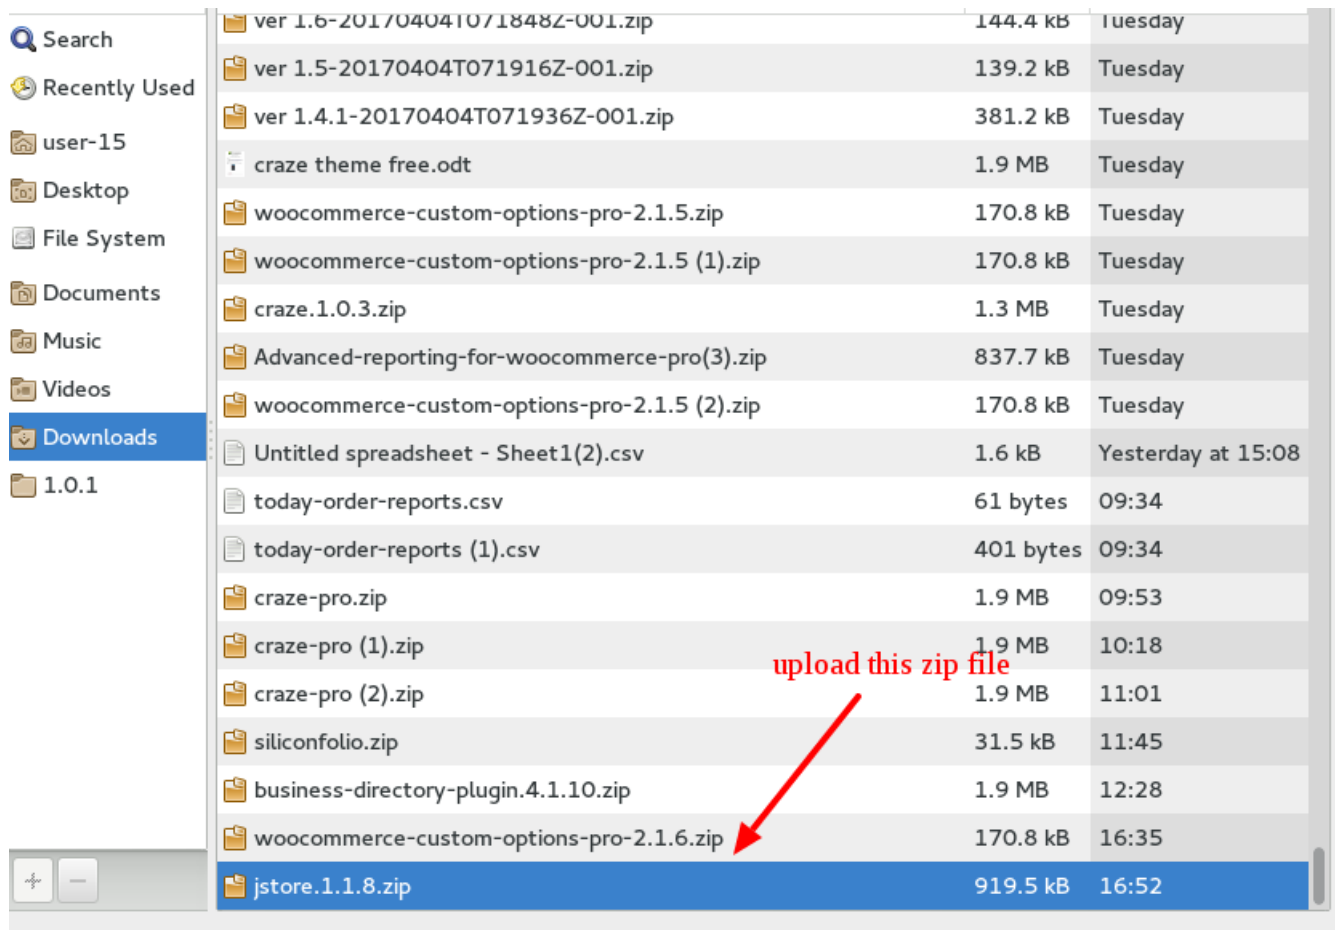 Search
Recently Used
user-15
Desktop
File System
Documents
Music
Videos
Downloads
1.0.1
ver 1.6-20170404T071848Z-001.zip 144.4 kB Tuesday
ver 1.5-20170404T071916Z-001.zip 139.2 kB Tuesday
ver 1.4.1-20170404T071936Z-001.zip 381.2 kB Tuesday
craze theme free.odt 1.9 MB Tuesday
woocommerce-custom-options-pro-2.1.5.zip 170.8 kB Tuesday
woocommerce-custom-options-pro-2.1.5 (1).zip 170.8 kB Tuesday
craze.1.0.3.zip 1.3 MB Tuesday
Advanced-reporting-for-woocommerce-pro(3).zip 837.7 kB Tuesday
woocommerce-custom-options-pro-2.1.5 (2).zip 170.8 kB Tuesday
Untitled spreadsheet - Sheet1(2).csv 1.6 kB Yesterday at 15:08
today-order-reports.csv 61 bytes 09:34
today-order-reports (1).csv 401 bytes 09:34
craze-pro.zip 1.9 MB 09:53
craze-pro (1).zip 1.9 MB 10:18
upload this zip file
craze-pro (2).zip 1.9 MB 11:01
siliconfolio.zip 31.5 kB 11:45
business-directory-plugin.4.1.10.zip 1.9 MB 12:28
woocommerce-custom-options-pro-2.1.6.zip 170.8 kB 16:35
jstore.1.1.8.zip 919.5 kB 16:52